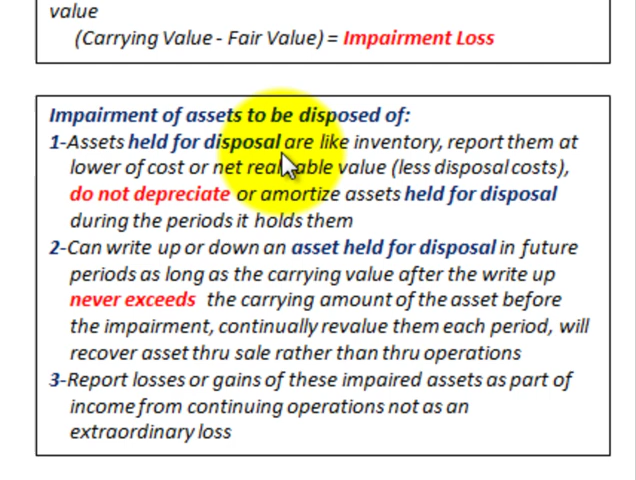 value
(Carrying Value - Fair Value) = Impairment Loss
Impairment of assets to be disposed of:
1-Assets held for disposal are like inventory, report them at
lower of cost or net realizable value (less disposal costs),
do not depreciate or amortize assets held for disposal
during the periods it holds them
2-Can write up or down an asset held for disposal in future
periods as long as the carrying value after the write up
never exceeds the carrying amount of the asset before
the impairment, continually revalue them each period, will
recover asset thru sale rather than thru operations
3-Report losses or gains of these impaired assets as part of
income from continuing operations not as an
extraordinary loss